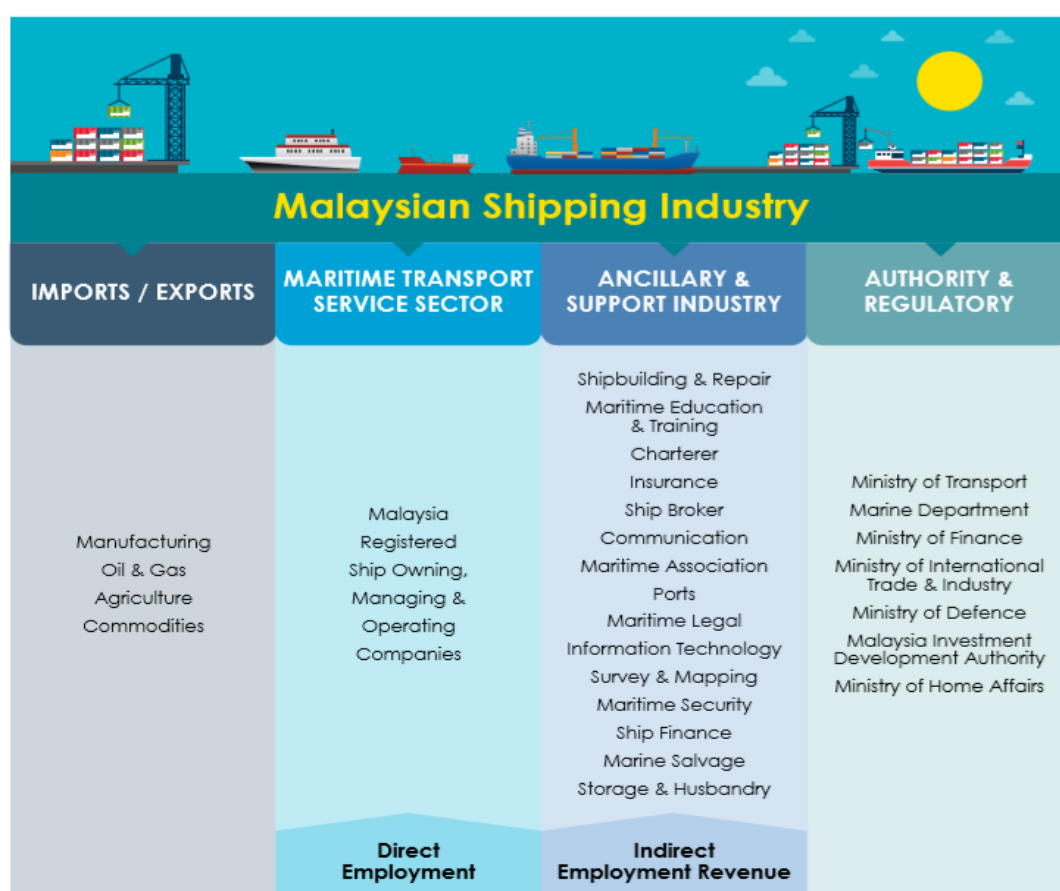 Malaysian Shipping Industry
IMPORTS / EXPORTS
Manufacturing
Oil & Gas
Agriculture
Commodities
MARITIME TRANSPORT
SERVICE SECTOR
Malaysia
Registered
Ship Owning,
Managing &
Operating
Companies
Direct
Employment
ANCILLARY &
SUPPORT INDUSTRY
Shipbuilding & Repair
Maritime Education
& Training
Charterer
Insurance
Ship Broker
Communication
Maritime Association
Ports
Maritime Legal
Information Technology
Survey & Mapping
Maritime Security
Ship Finance
Marine Salvage
Storage & Husbandry
Indirect
Employment Revenue
AUTHORITY &
REGULATORY
Ministry of Transport
Marine Department
Ministry of Finance
Ministry of International
Trade & Industry
Ministry of Defence
Malaysia Investment
Development Authority
Ministry of Home Affairs